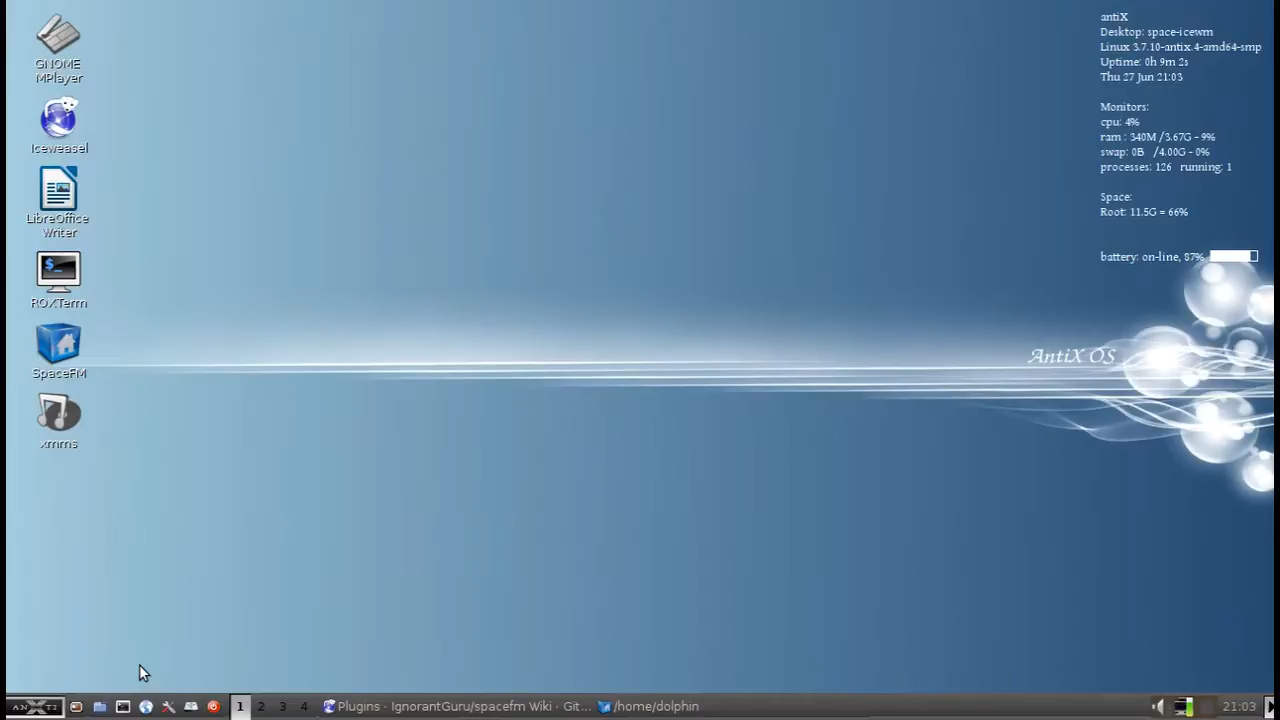 GNOME
MPlayer
Iceweasel
LibreOffice
Writer
ROXTerm
SpaceFM
xmms
antiX
Desktop: space-icewm
Linux 3.7.10-antix.4-amd64-smp
Uptime: 0h 9m 2s
Thu 27 Jun 21:03
Monitors:
cpu: 4%
ram : 340M /3.67G - 9%
swap: 0B /4.00G - 0%
processes: 126 running: 1
Space:
Root: 11.5G = 66%
battery: on-line, 87%
AntiX OS
1 2 3 4 Plugins - IgnorantGuru/spacefm Wiki - Git... /home/dolphin 21:03